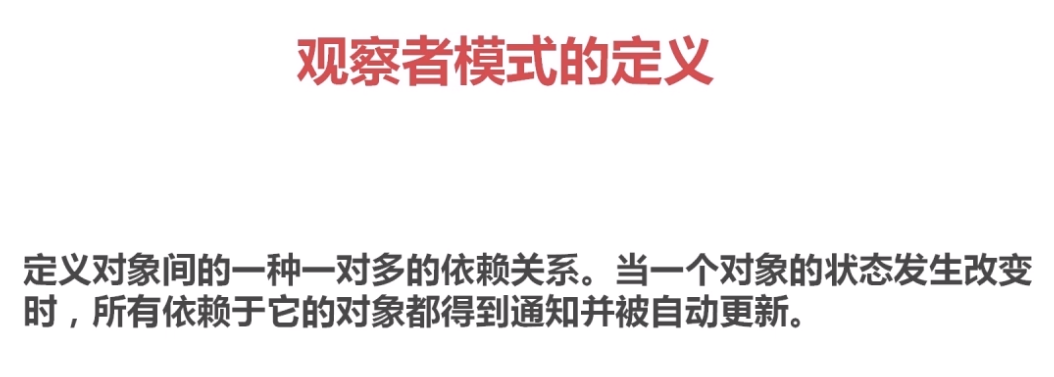 观察者模式的定义
定义对象间的一种一对多的依赖关系。当一个对象的状态发生改变
时，所有依赖于它的对象都得到通知并被自动更新。